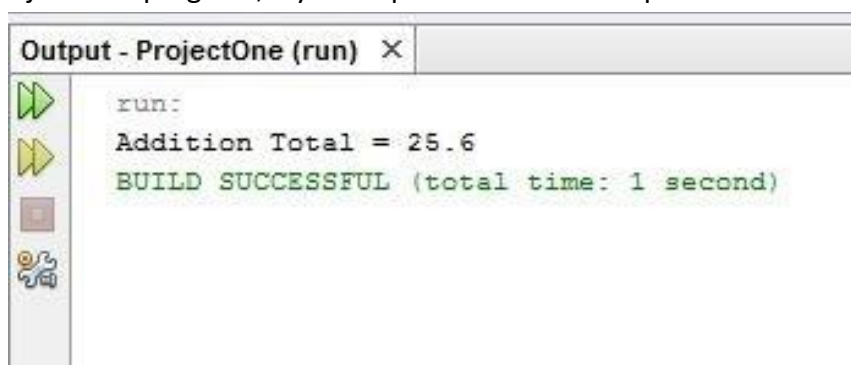 Output - ProjectOne (run) ×
run:
Addition Total = 25.6
BUILD SUCCESSFUL (total time: 1 second)